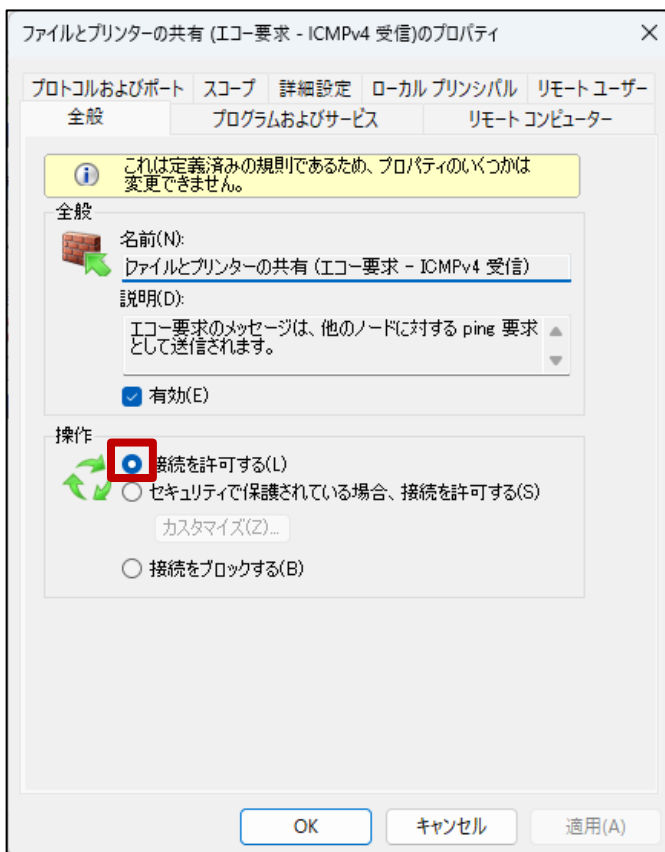 ファイルとプリンターの共有 (エコー要求 - ICMPv4 受信)のプロパティ
プロトコルおよびポート スコープ 詳細設定 ローカル プリンシパル リモート ユーザー
全般 プログラムおよびサービス リモート コンピューター
これは定義済みの規則であるため、プロパティのいくつかは
変更できません。
全般
名前(N):
ファイルとプリンターの共有 (エコー要求 - ICMPv4 受信)
説明(D):
エコー要求のメッセージは、他のノードに対する ping 要求
として送信されます。
有効(E)
操作
接続を許可する(L)
セキュリティで保護されている場合、接続を許可する(S)
カスタマイズ(Z)...
接続をブロックする(B)
OK キャンセル 適用(A)